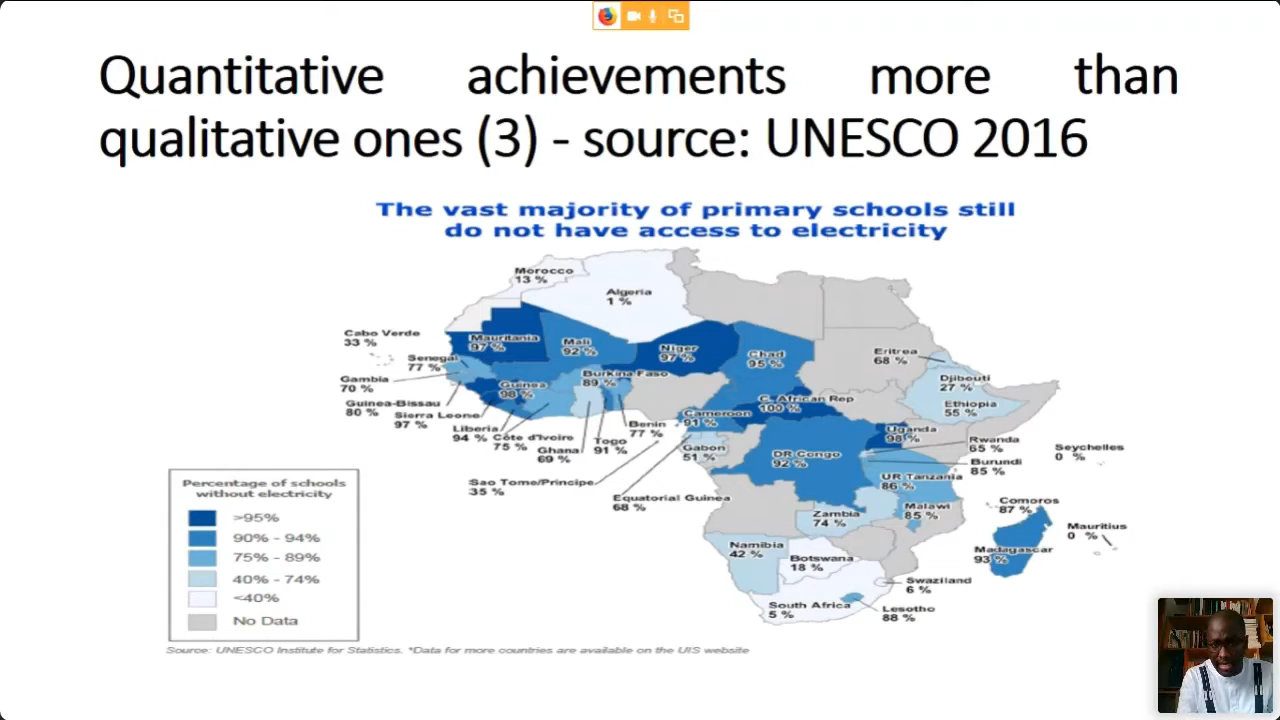 Quantitative achievements more than
qualitative ones (3) - source: UNESCO 2016
The vast majority of primary schools still
do not have access to electricity
Morocco
13 %
Algeria
1 %
Cabo Verde
33 %
Mauritania
97 %
Mali
92 %
Niger
97 %
Chad
95 %
Eritrea
68 %
Senegal
77 %
Gambia
70 %
Guinea-Bissau
80 %
Guinea
98 %
Burkina Faso
89 %
Djibouti
27 %
Ethiopia
55 %
C. African Rep
100 %
Sierra Leone
97 %
Liberia
94 %
Côte d'Ivoire
75 %
Ghana
69 %
Togo
91 %
Benin
77 %
Cameroon
91 %
Uganda
98 %
Rwanda
65 %
Seychelles
0 %
Gabon
51 %
DR Congo
92 %
Burundi
85 %
Sao Tome/Principe
35 %
Equatorial Guinea
68 %
UR Tanzania
86 %
Comoros
87 %
Malawi
85 %
Zambia
74 %
Mauritius
0 %
Namibia
42 %
Botswana
18 %
Madagascar
93 %
Swaziland
6 %
South Africa
5 %
Lesotho
88 %
Percentage of schools
without electricity
>95%
90% - 94%
75% - 89%
40% - 74%
<40%
No Data
Source: UNESCO Institute for Statistics. *Data for more countries are available on the UIS website